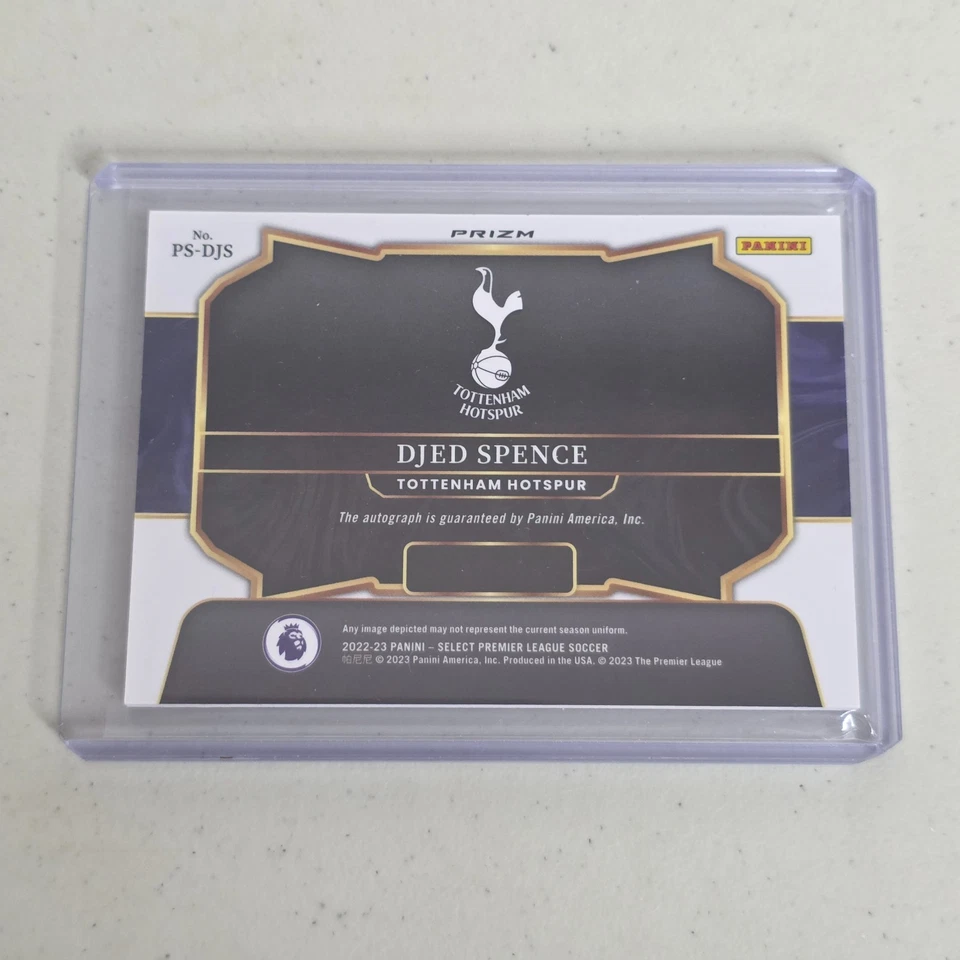 No.
PS-DJS
PRIZM
PANINI
TOTTENHAM
HOTSPUR
DJED SPENCE
TOTTENHAM HOTSPUR
The autograph is guaranteed by Panini America, Inc.
Any image depicted may not represent the current season uniform.
2022-23 PANINI – SELECT PREMIER LEAGUE SOCCER
帕尼尼 © 2023 Panini America, Inc. Produced in the USA. © 2023 The Premier League